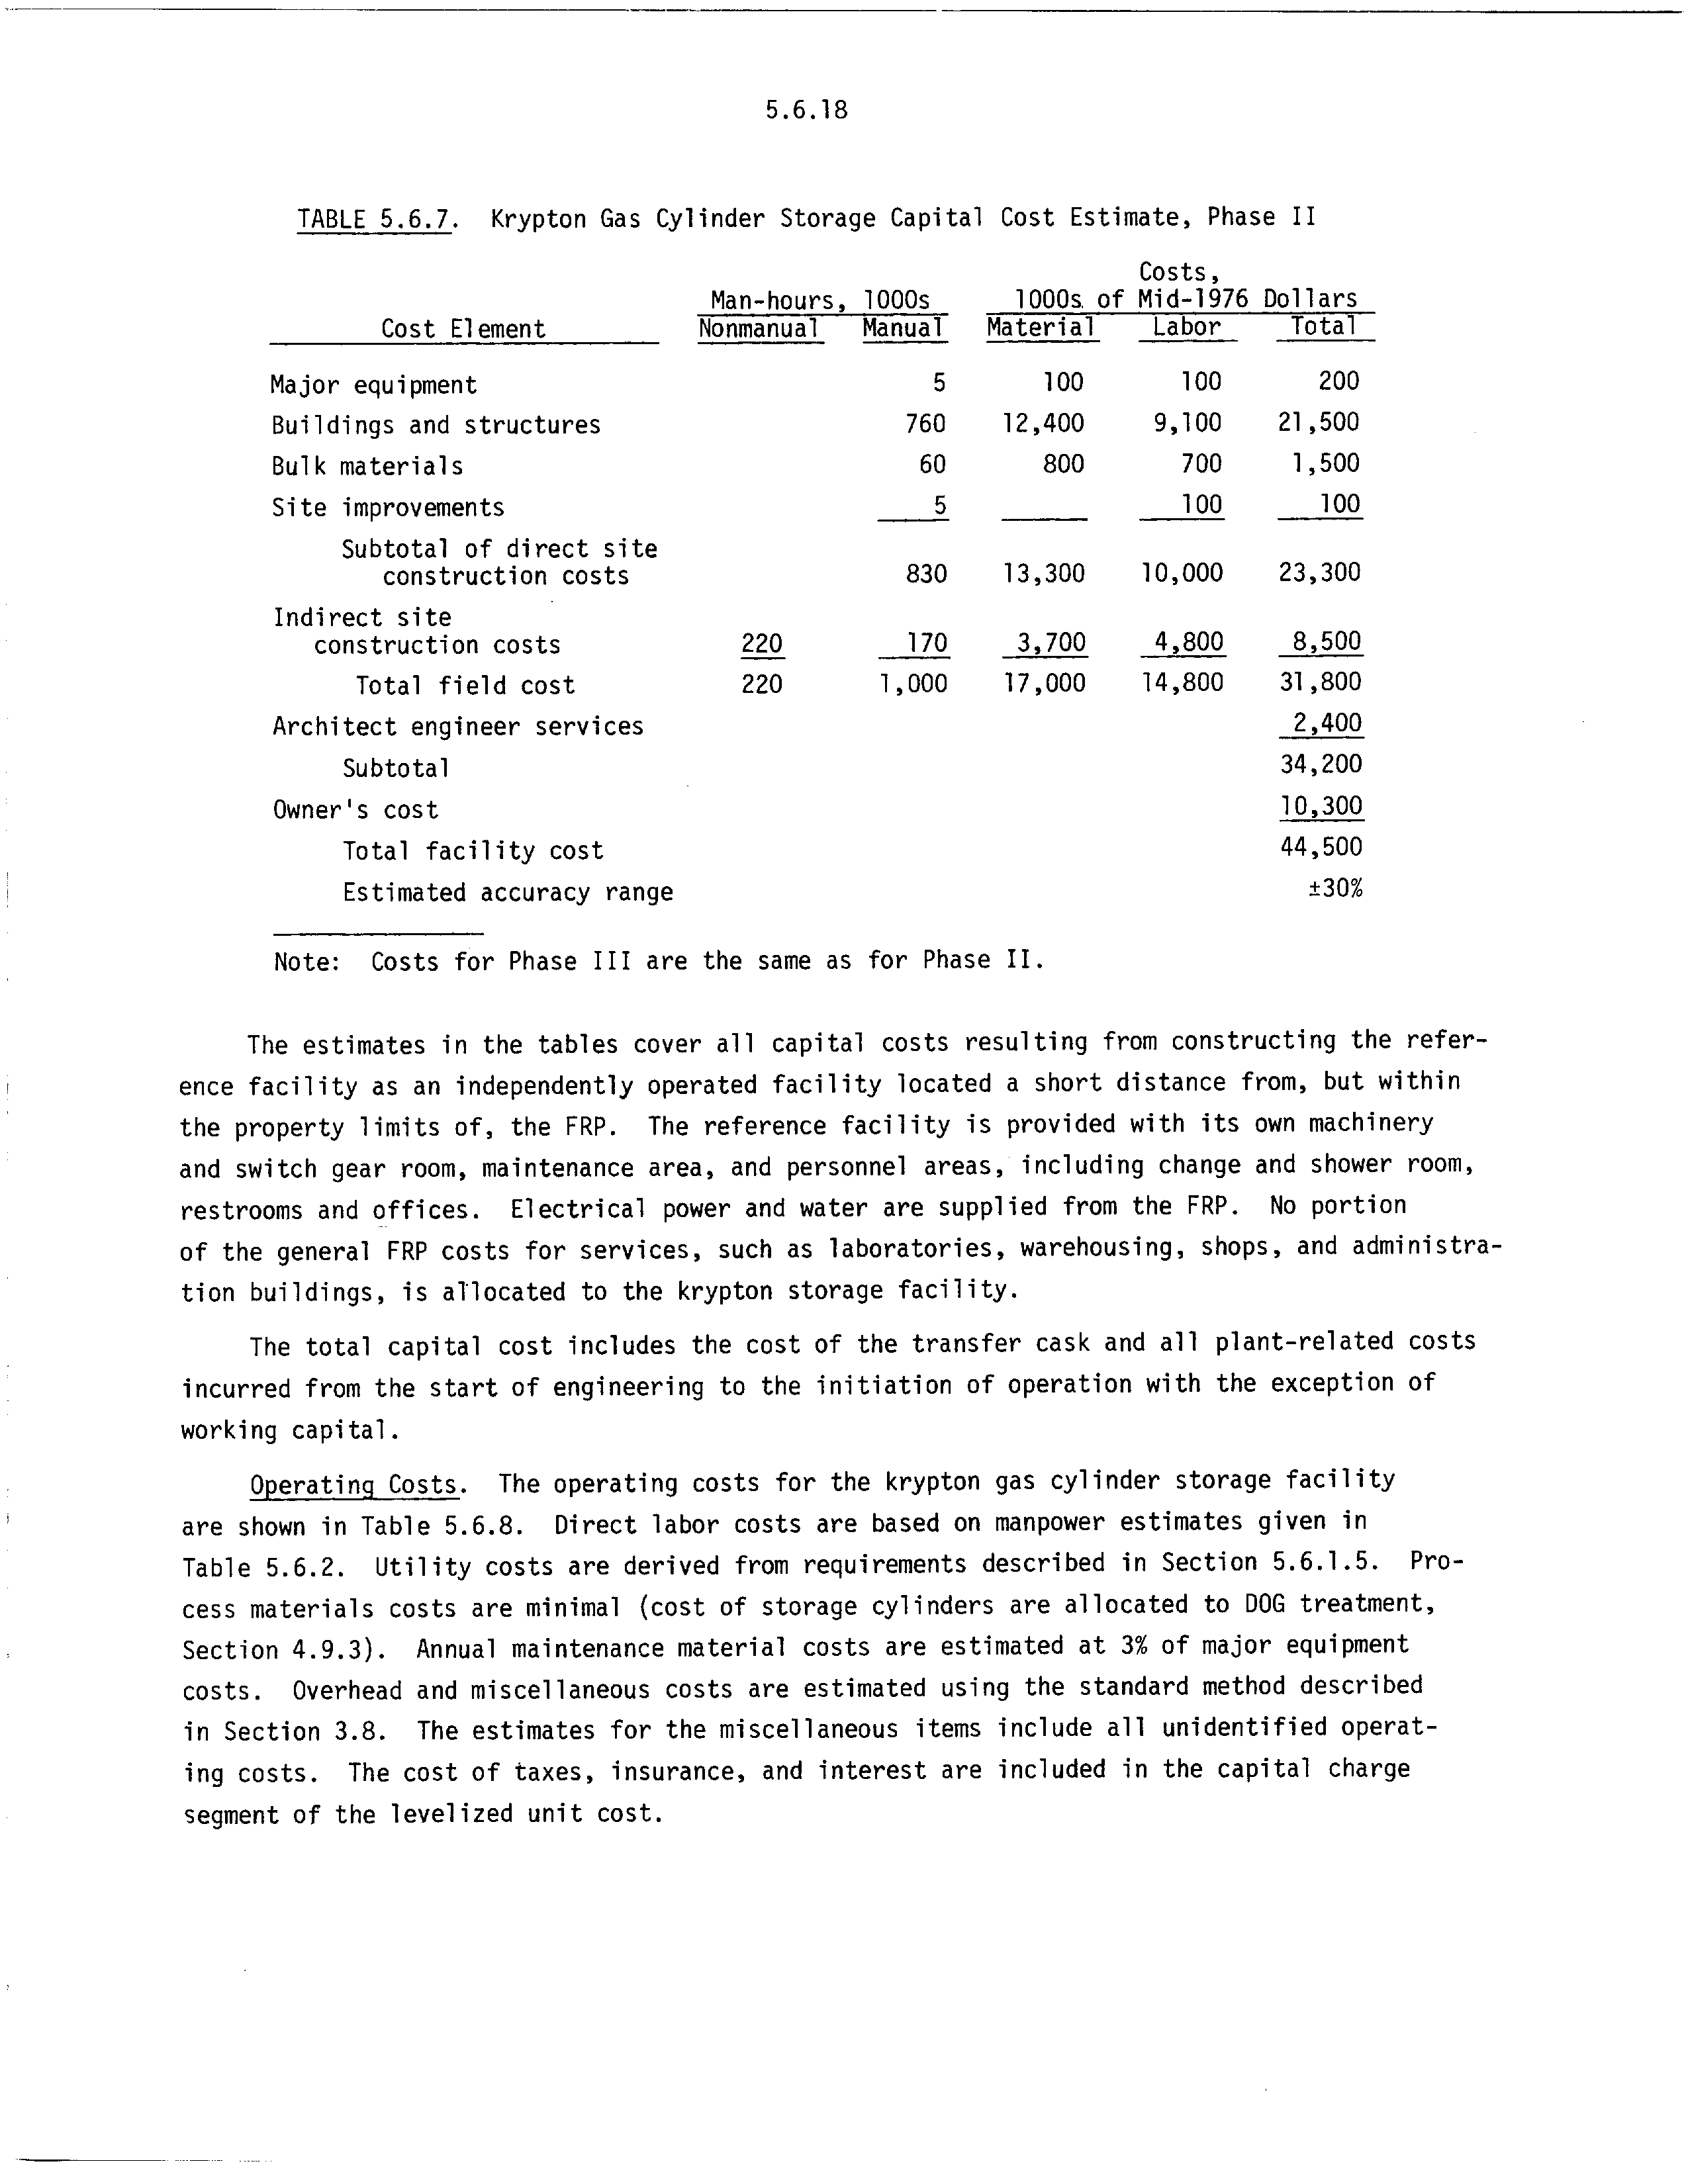 5.6.18
TABLE 5.6.7. Krypton Gas Cylinder Storage Capital Cost Estimate, Phase II
Costs,
Man-hours, 1000s 1000s of Mid-1976 Dollars
Cost Element Nonmanual Manual Material Labor Total
Major equipment 5 100 100 200
Buildings and structures 760 12,400 9,100 21,500
Bulk materials 60 800 700 1,500
Site improvements 5 100 100
Subtotal of direct site
construction costs 830 13,300 10,000 23,300
Indirect site
construction costs 220 170 3,700 4,800 8,500
Total field cost 220 1,000 17,000 14,800 31,800
Architect engineer services 2,400
Subtotal 34,200
Owner's cost 10,300
Total facility cost 44,500
Estimated accuracy range ±30%
Note: Costs for Phase III are the same as for Phase II.
The estimates in the tables cover all capital costs resulting from constructing the refer-
ence facility as an independently operated facility located a short distance from, but within
the property limits of, the FRP. The reference facility is provided with its own machinery
and switch gear room, maintenance area, and personnel areas, including change and shower room,
restrooms and offices. Electrical power and water are supplied from the FRP. No portion
of the general FRP costs for services, such as laboratories, warehousing, shops, and administra-
tion buildings, is allocated to the krypton storage facility.
The total capital cost includes the cost of the transfer cask and all plant-related costs
incurred from the start of engineering to the initiation of operation with the exception of
working capital.
Operating Costs. The operating costs for the krypton gas cylinder storage facility
are shown in Table 5.6.8. Direct labor costs are based on manpower estimates given in
Table 5.6.2. Utility costs are derived from requirements described in Section 5.6.1.5. Pro-
cess materials costs are minimal (cost of storage cylinders are allocated to DOG treatment,
Section 4.9.3). Annual maintenance material costs are estimated at 3% of major equipment
costs. Overhead and miscellaneous costs are estimated using the standard method described
in Section 3.8. The estimates for the miscellaneous items include all unidentified operat-
ing costs. The cost of taxes, insurance, and interest are included in the capital charge
segment of the levelized unit cost.